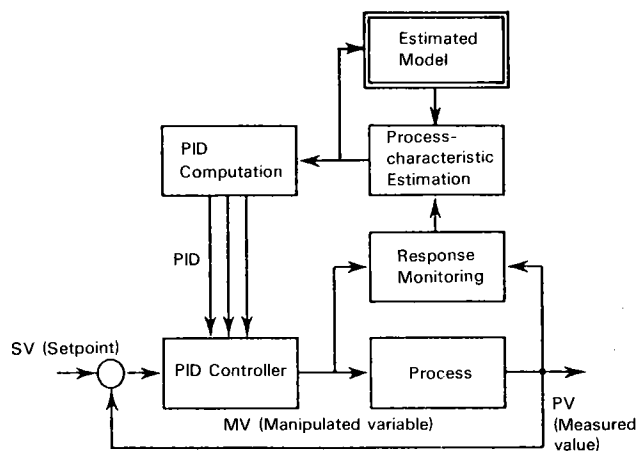 Estimated
Model
PID
Computation
Process-
characteristic
Estimation
PID
Response
Monitoring
SV (Setpoint)
PID Controller
Process
MV (Manipulated variable)
PV
(Measured
value)